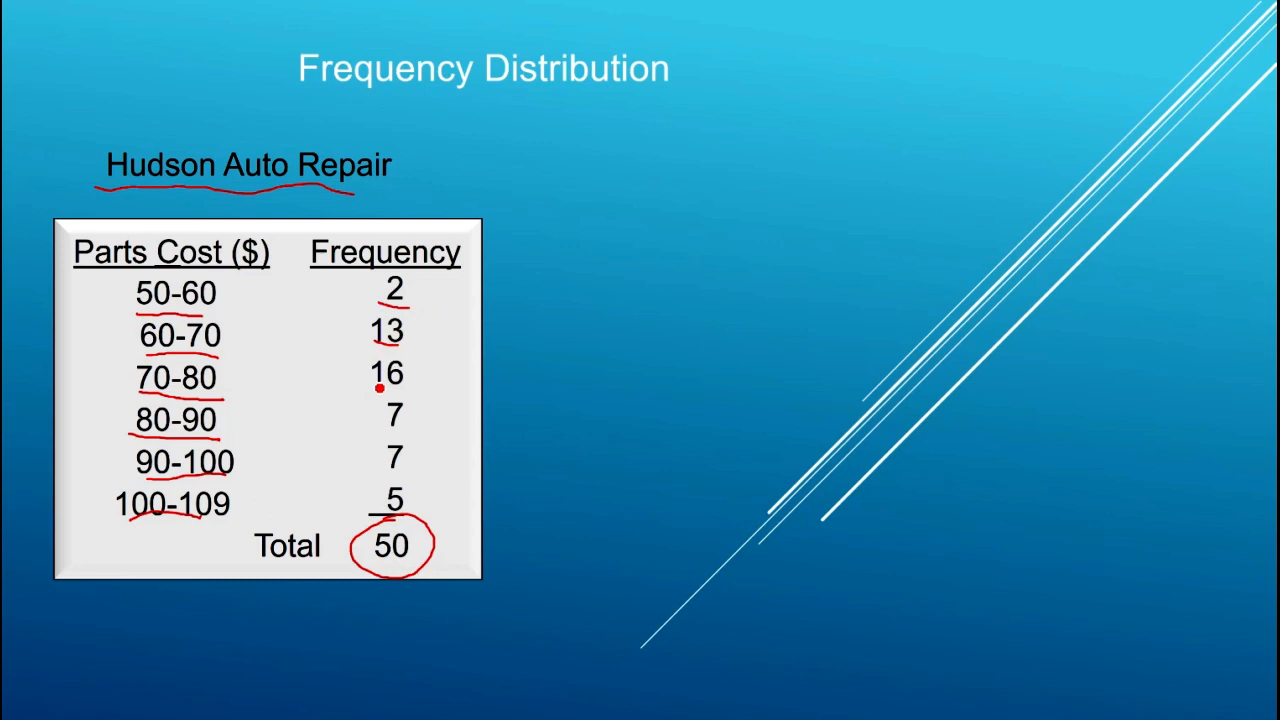 Frequency Distribution
Hudson Auto Repair
Parts Cost ($) Frequency
50-60 2
60-70 13
70-80 16
80-90 7
90-100 7
100-109 5
Total 50